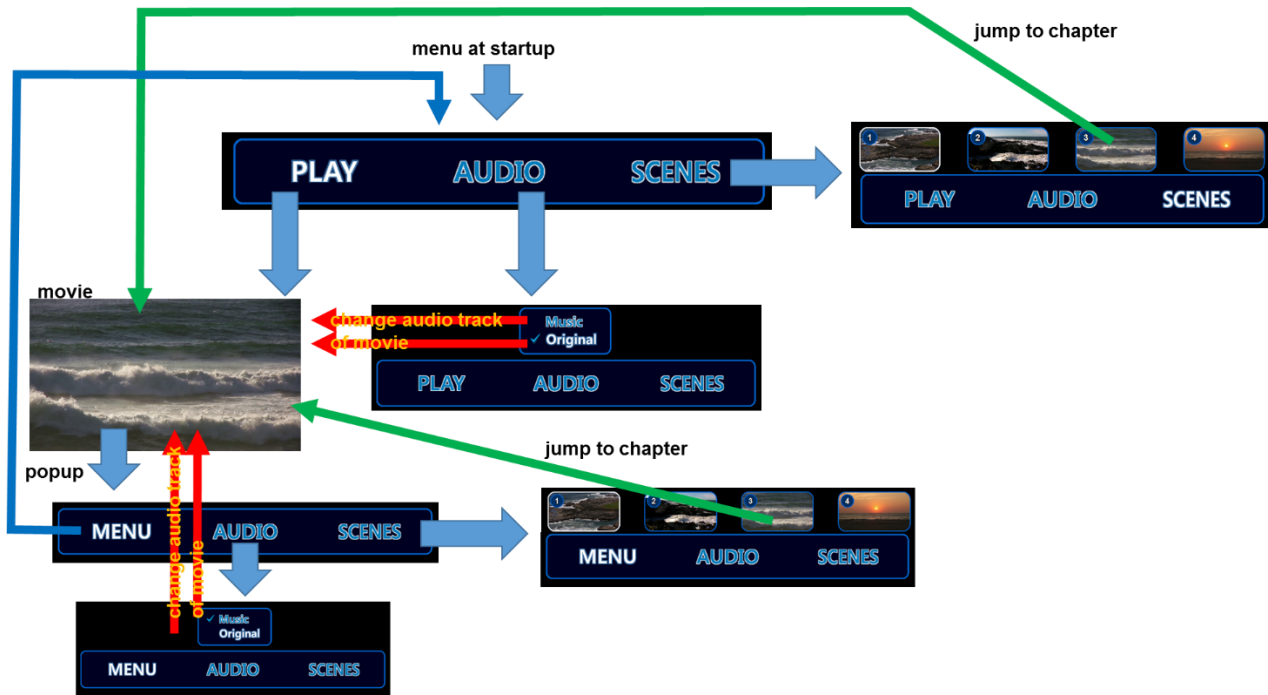 jump to chapter
menu at startup
1 2 3 4
PLAY AUDIO SCENES
PLAY AUDIO SCENES
movie
change audio track
of movie
Music
✓ Original
PLAY AUDIO SCENES
jump to chapter
popup
1 2 3 4
MENU AUDIO SCENES
MENU AUDIO SCENES
change audio track
of movie
✓ Music
Original
MENU AUDIO SCENES